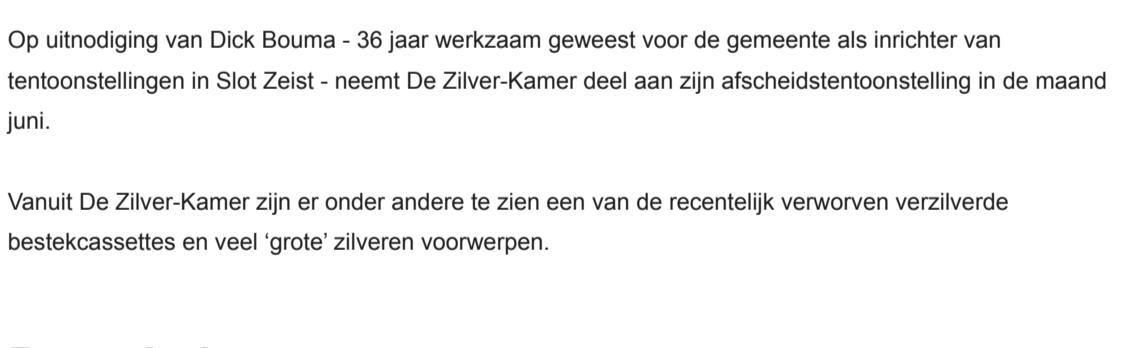 Op uitnodiging van Dick Bouma - 36 jaar werkzaam geweest voor de gemeente als inrichter van
tentoonstellingen in Slot Zeist - neemt De Zilver-Kamer deel aan zijn afscheidstentoonstelling in de maand
juni.
Vanuit De Zilver-Kamer zijn er onder andere te zien een van de recentelijk verworven verzilverde
bestekcassettes en veel ‘grote’ zilveren voorwerpen.